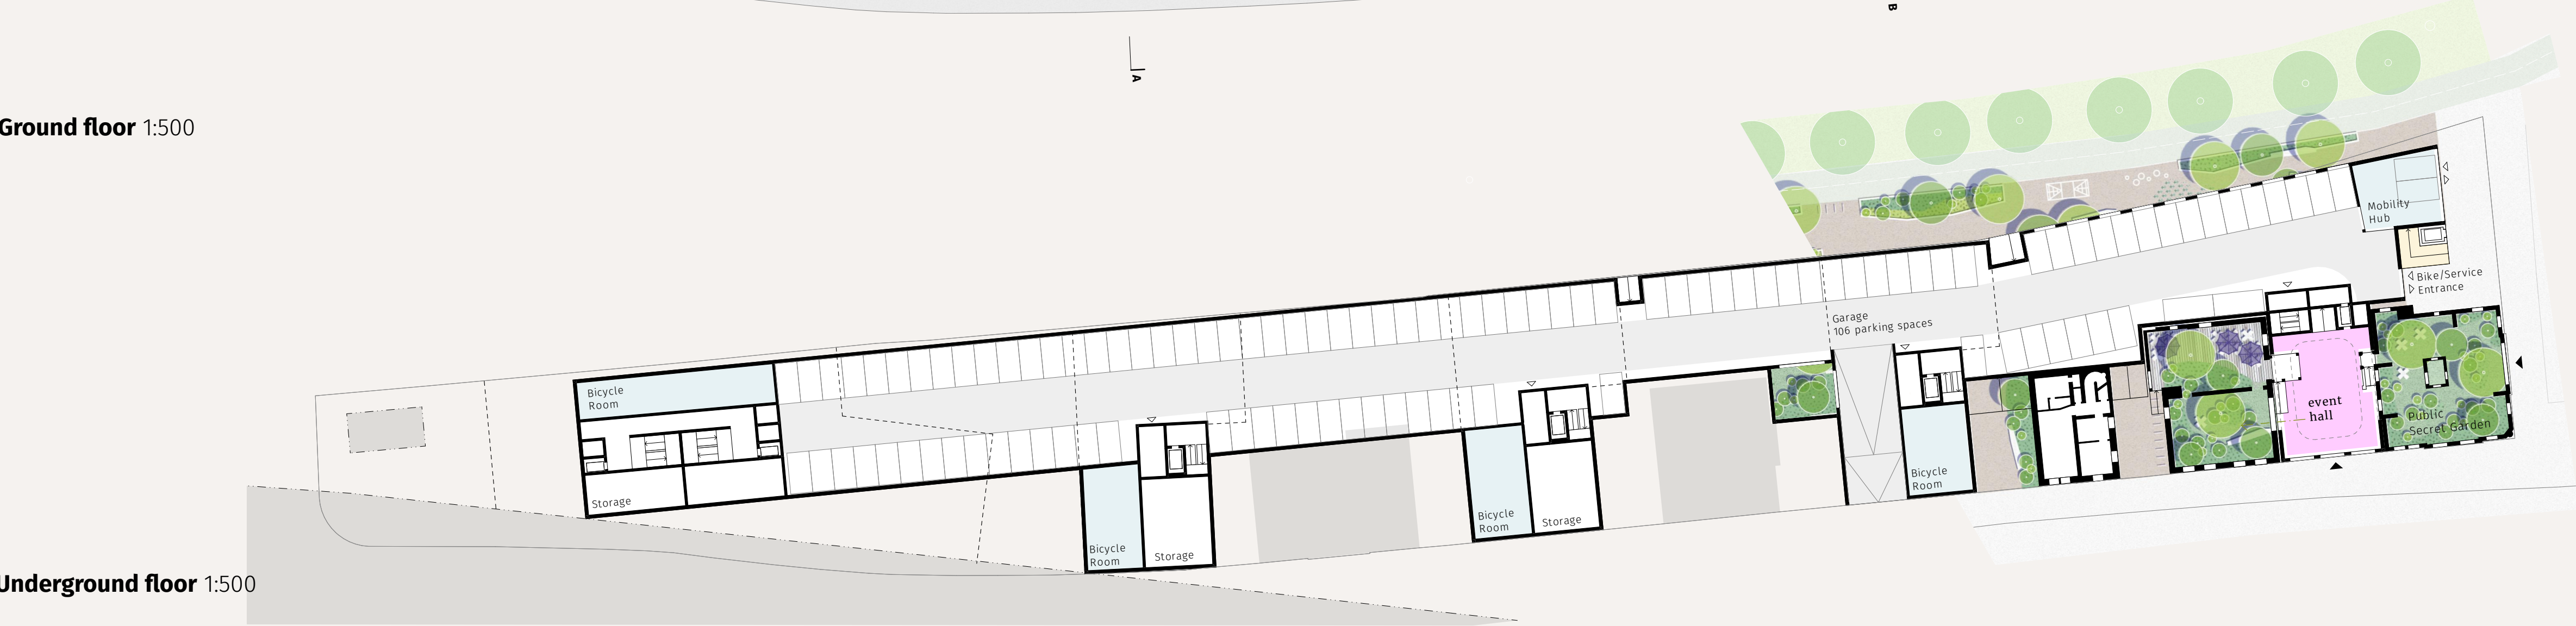 B
A
Ground floor 1:500
Mobility
Hub
Bike/Service
Entrance
Garage
106 parking spaces
Bicycle
Room
event
hall
Public
Secret Garden
Bicycle
Room
Storage
Bicycle
Room
Storage
Bicycle
Room
Storage
Underground floor 1:500